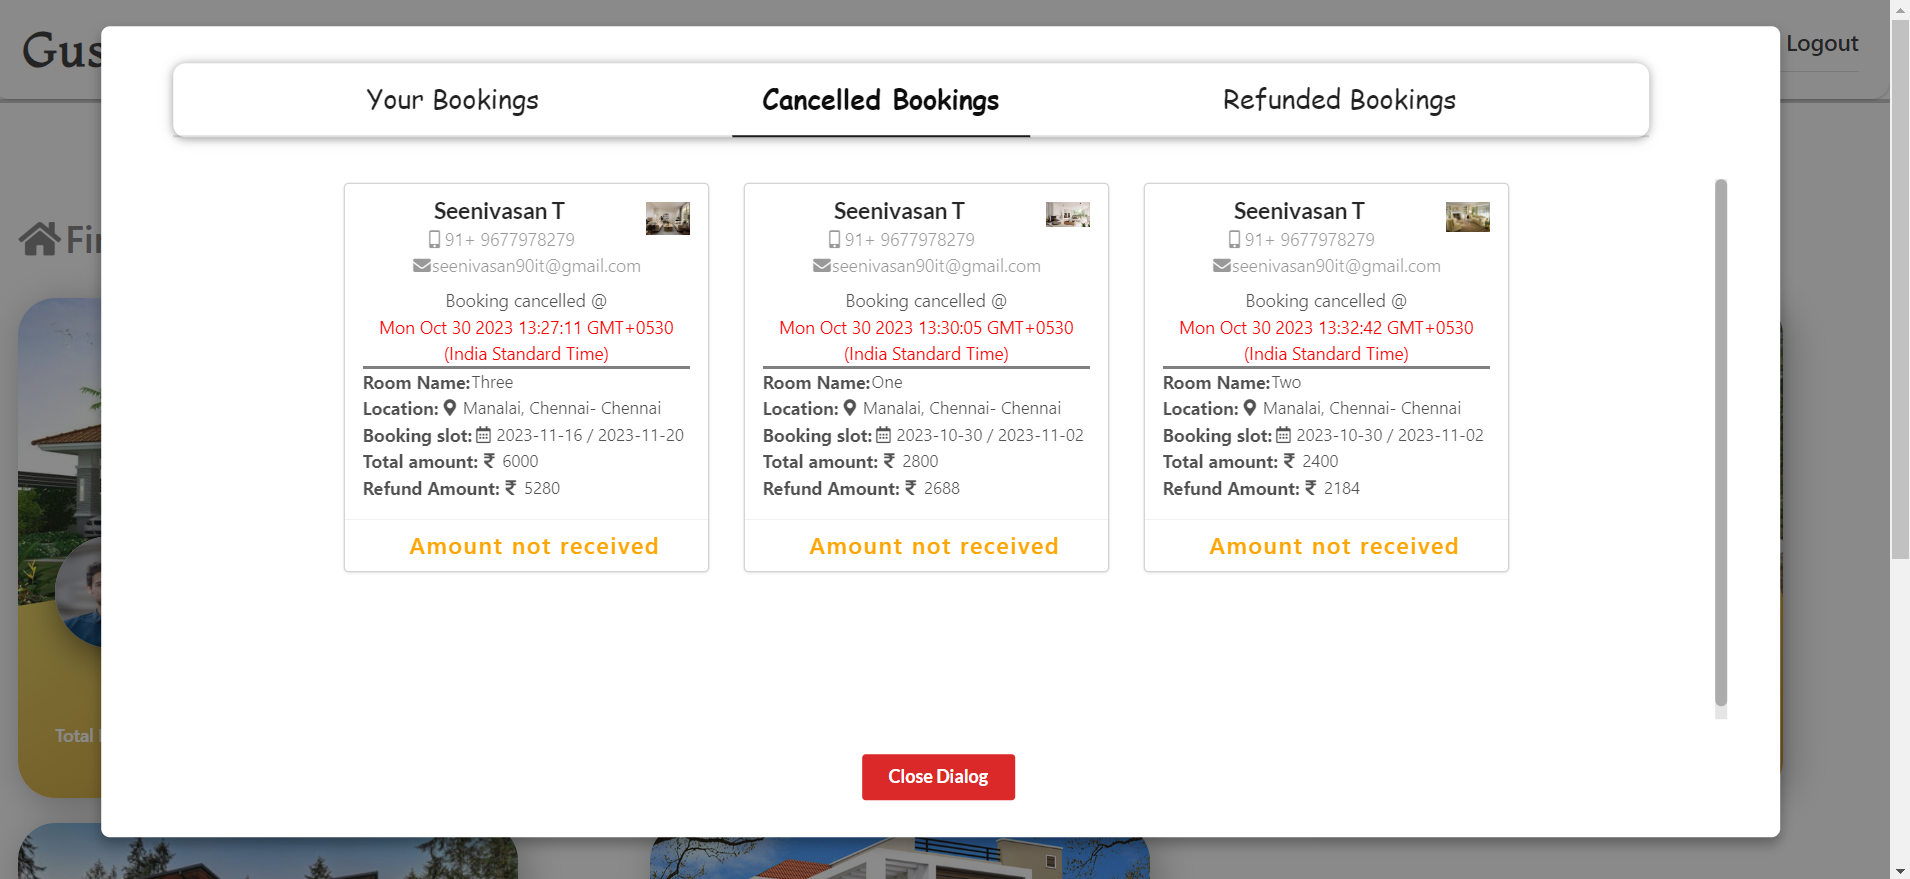 Logout
Your Bookings
Cancelled Bookings
Refunded Bookings
Seenivasan T
91+ 9677978279
seenivasan90it@gmail.com
Booking cancelled @
Mon Oct 30 2023 13:27:11 GMT+0530
(India Standard Time)
Room Name:Three
Location: Manalai, Chennai- Chennai
Booking slot: 2023-11-16 / 2023-11-20
Total amount: ₹ 6000
Refund Amount: ₹ 5280
Amount not received
Seenivasan T
91+ 9677978279
seenivasan90it@gmail.com
Booking cancelled @
Mon Oct 30 2023 13:30:05 GMT+0530
(India Standard Time)
Room Name:One
Location: Manalai, Chennai- Chennai
Booking slot: 2023-10-30 / 2023-11-02
Total amount: ₹ 2800
Refund Amount: ₹ 2688
Amount not received
Seenivasan T
91+ 9677978279
seenivasan90it@gmail.com
Booking cancelled @
Mon Oct 30 2023 13:32:42 GMT+0530
(India Standard Time)
Room Name:Two
Location: Manalai, Chennai- Chennai
Booking slot: 2023-10-30 / 2023-11-02
Total amount: ₹ 2400
Refund Amount: ₹ 2184
Amount not received
Total
Close Dialog